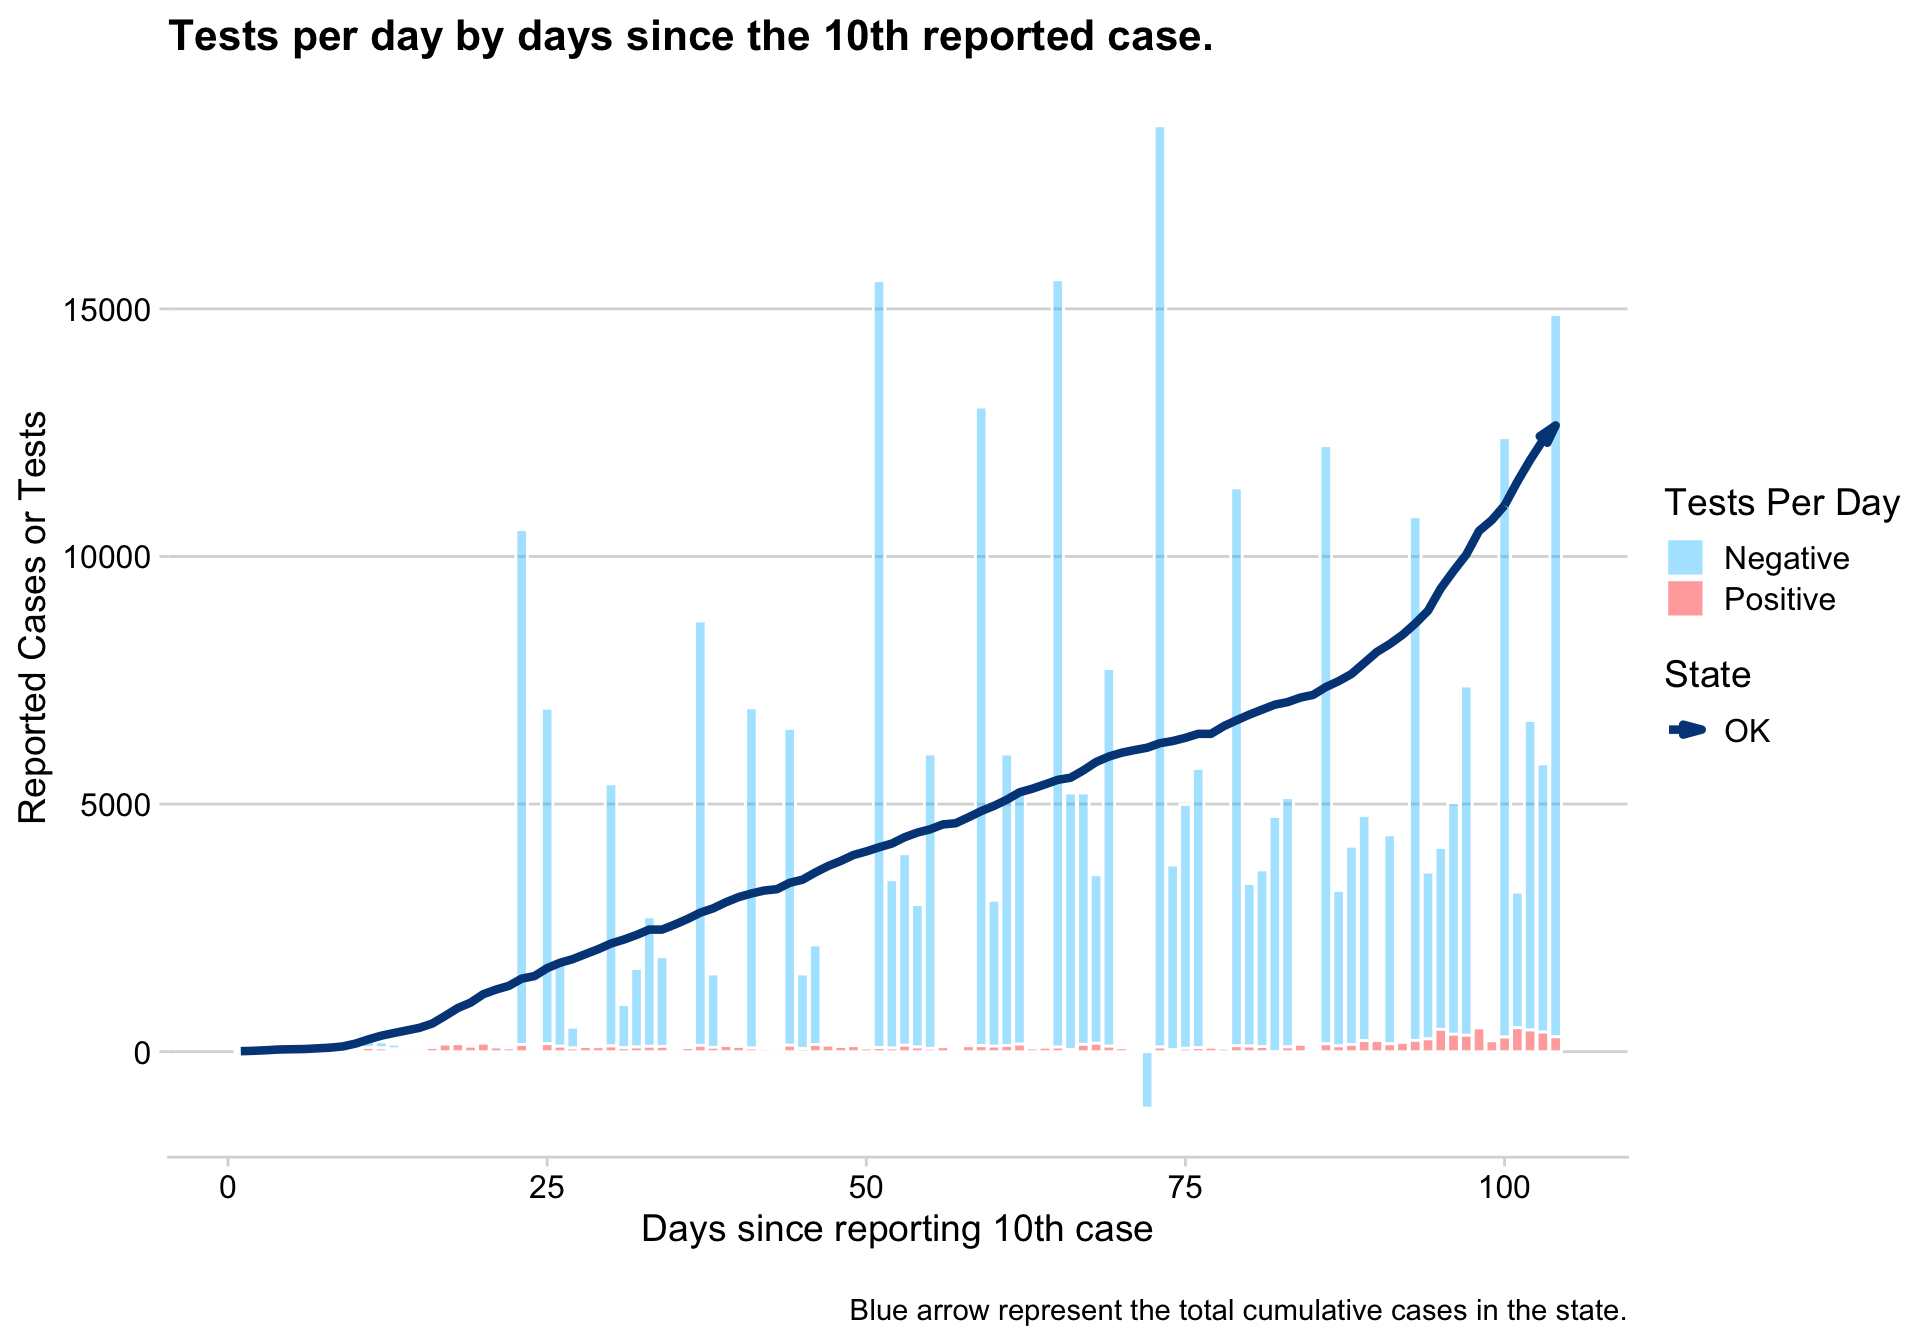 Tests per day by days since the 10th reported case.
15000
10000
5000
0
Reported Cases or Tests
0 25 50 75 100
Days since reporting 10th case
Tests Per Day
Negative
Positive
State
OK
Blue arrow represent the total cumulative cases in the state.